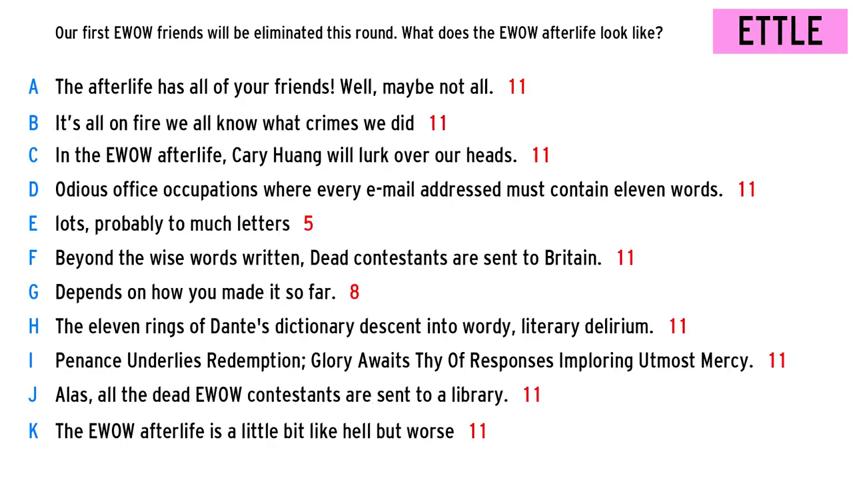 Our first EWOW friends will be eliminated this round. What does the EWOW afterlife look like?
ETTLE
A The afterlife has all of your friends! Well, maybe not all. 11
B It's all on fire we all know what crimes we did 11
C In the EWOW afterlife, Cary Huang will lurk over our heads. 11
D Odious office occupations where every e-mail addressed must contain eleven words. 11
E lots, probably to much letters 5
F Beyond the wise words written, Dead contestants are sent to Britain. 11
G Depends on how you made it so far. 8
H The eleven rings of Dante's dictionary descent into wordy, literary delirium. 11
I Penance Underlies Redemption; Glory Awaits Thy Of Responses Imploring Utmost Mercy. 11
J Alas, all the dead EWOW contestants are sent to a library. 11
K The EWOW afterlife is a little bit like hell but worse 11